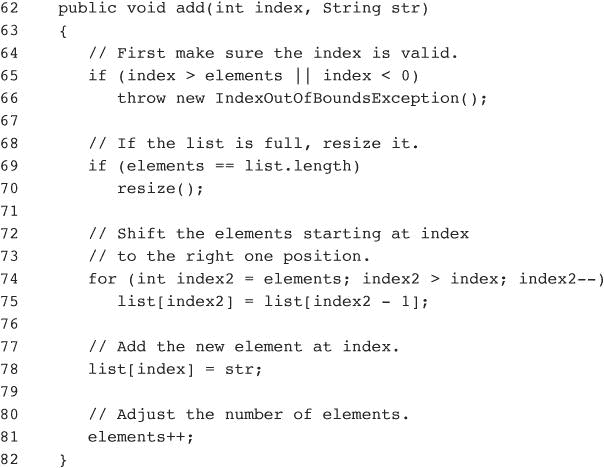 62    public void add(int index, String str)
63    {
64       // First make sure the index is valid.
65       if (index > elements || index < 0)
66          throw new IndexOutOfBoundsException();
67
68       // If the list is full, resize it.
69       if (elements == list.length)
70          resize();
71
72       // Shift the elements starting at index
73       // to the right one position.
74       for (int index2 = elements; index2 > index; index2--)
75          list[index2] = list[index2 - 1];
76
77       // Add the new element at index.
78       list[index] = str;
79
80       // Adjust the number of elements.
81       elements++;
82    }